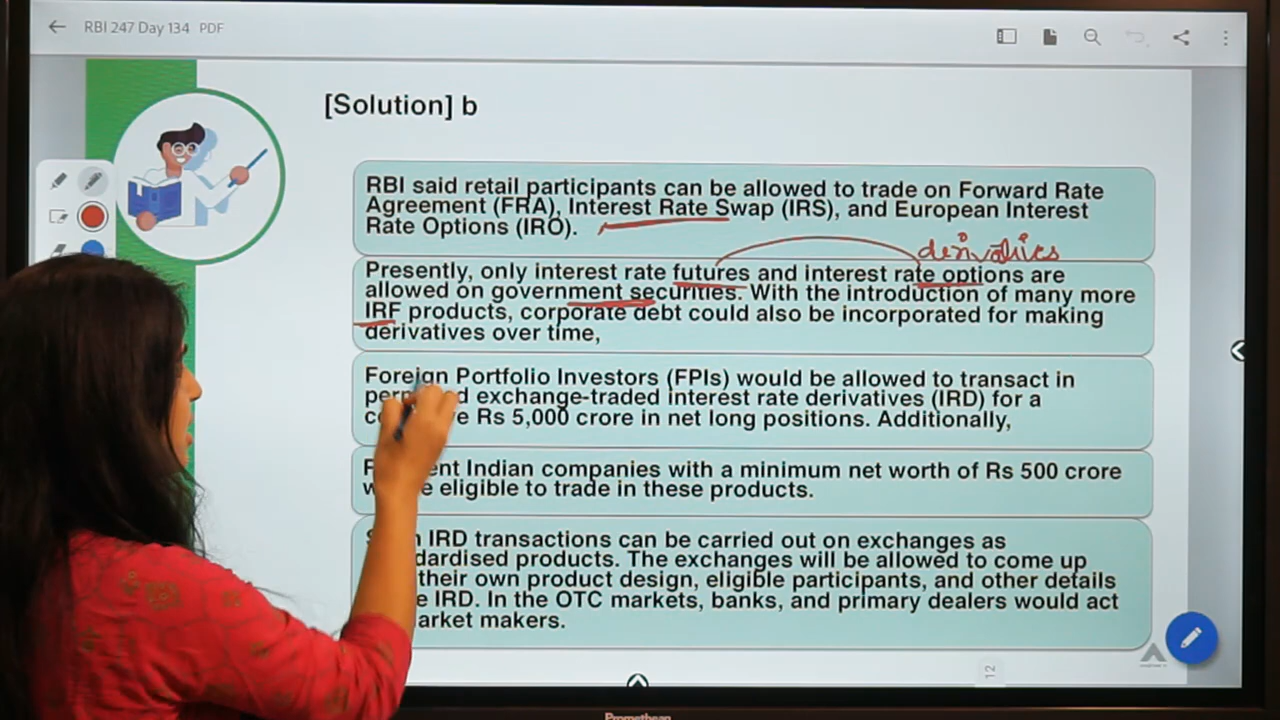 RBI 247 Day 134 PDF
[Solution] b
RBI said retail participants can be allowed to trade on Forward Rate
Agreement (FRA), Interest Rate Swap (IRS), and European Interest
Rate Options (IRO).
derivatives
Presently, only interest rate futures and interest rate options are
allowed on government securities. With the introduction of many more
IRF products, corporate debt could also be incorporated for making
derivatives over time,
Foreign Portfolio Investors (FPIs) would be allowed to transact in
exchange-traded interest rate derivatives (IRD) for a
Rs 5,000 crore in net long positions. Additionally,
Indian companies with a minimum net worth of Rs 500 crore
eligible to trade in these products.
IRD transactions can be carried out on exchanges as
products. The exchanges will be allowed to come up
their own product design, eligible participants, and other details
IRD. In the OTC markets, banks, and primary dealers would act
makers.
12
Promethean